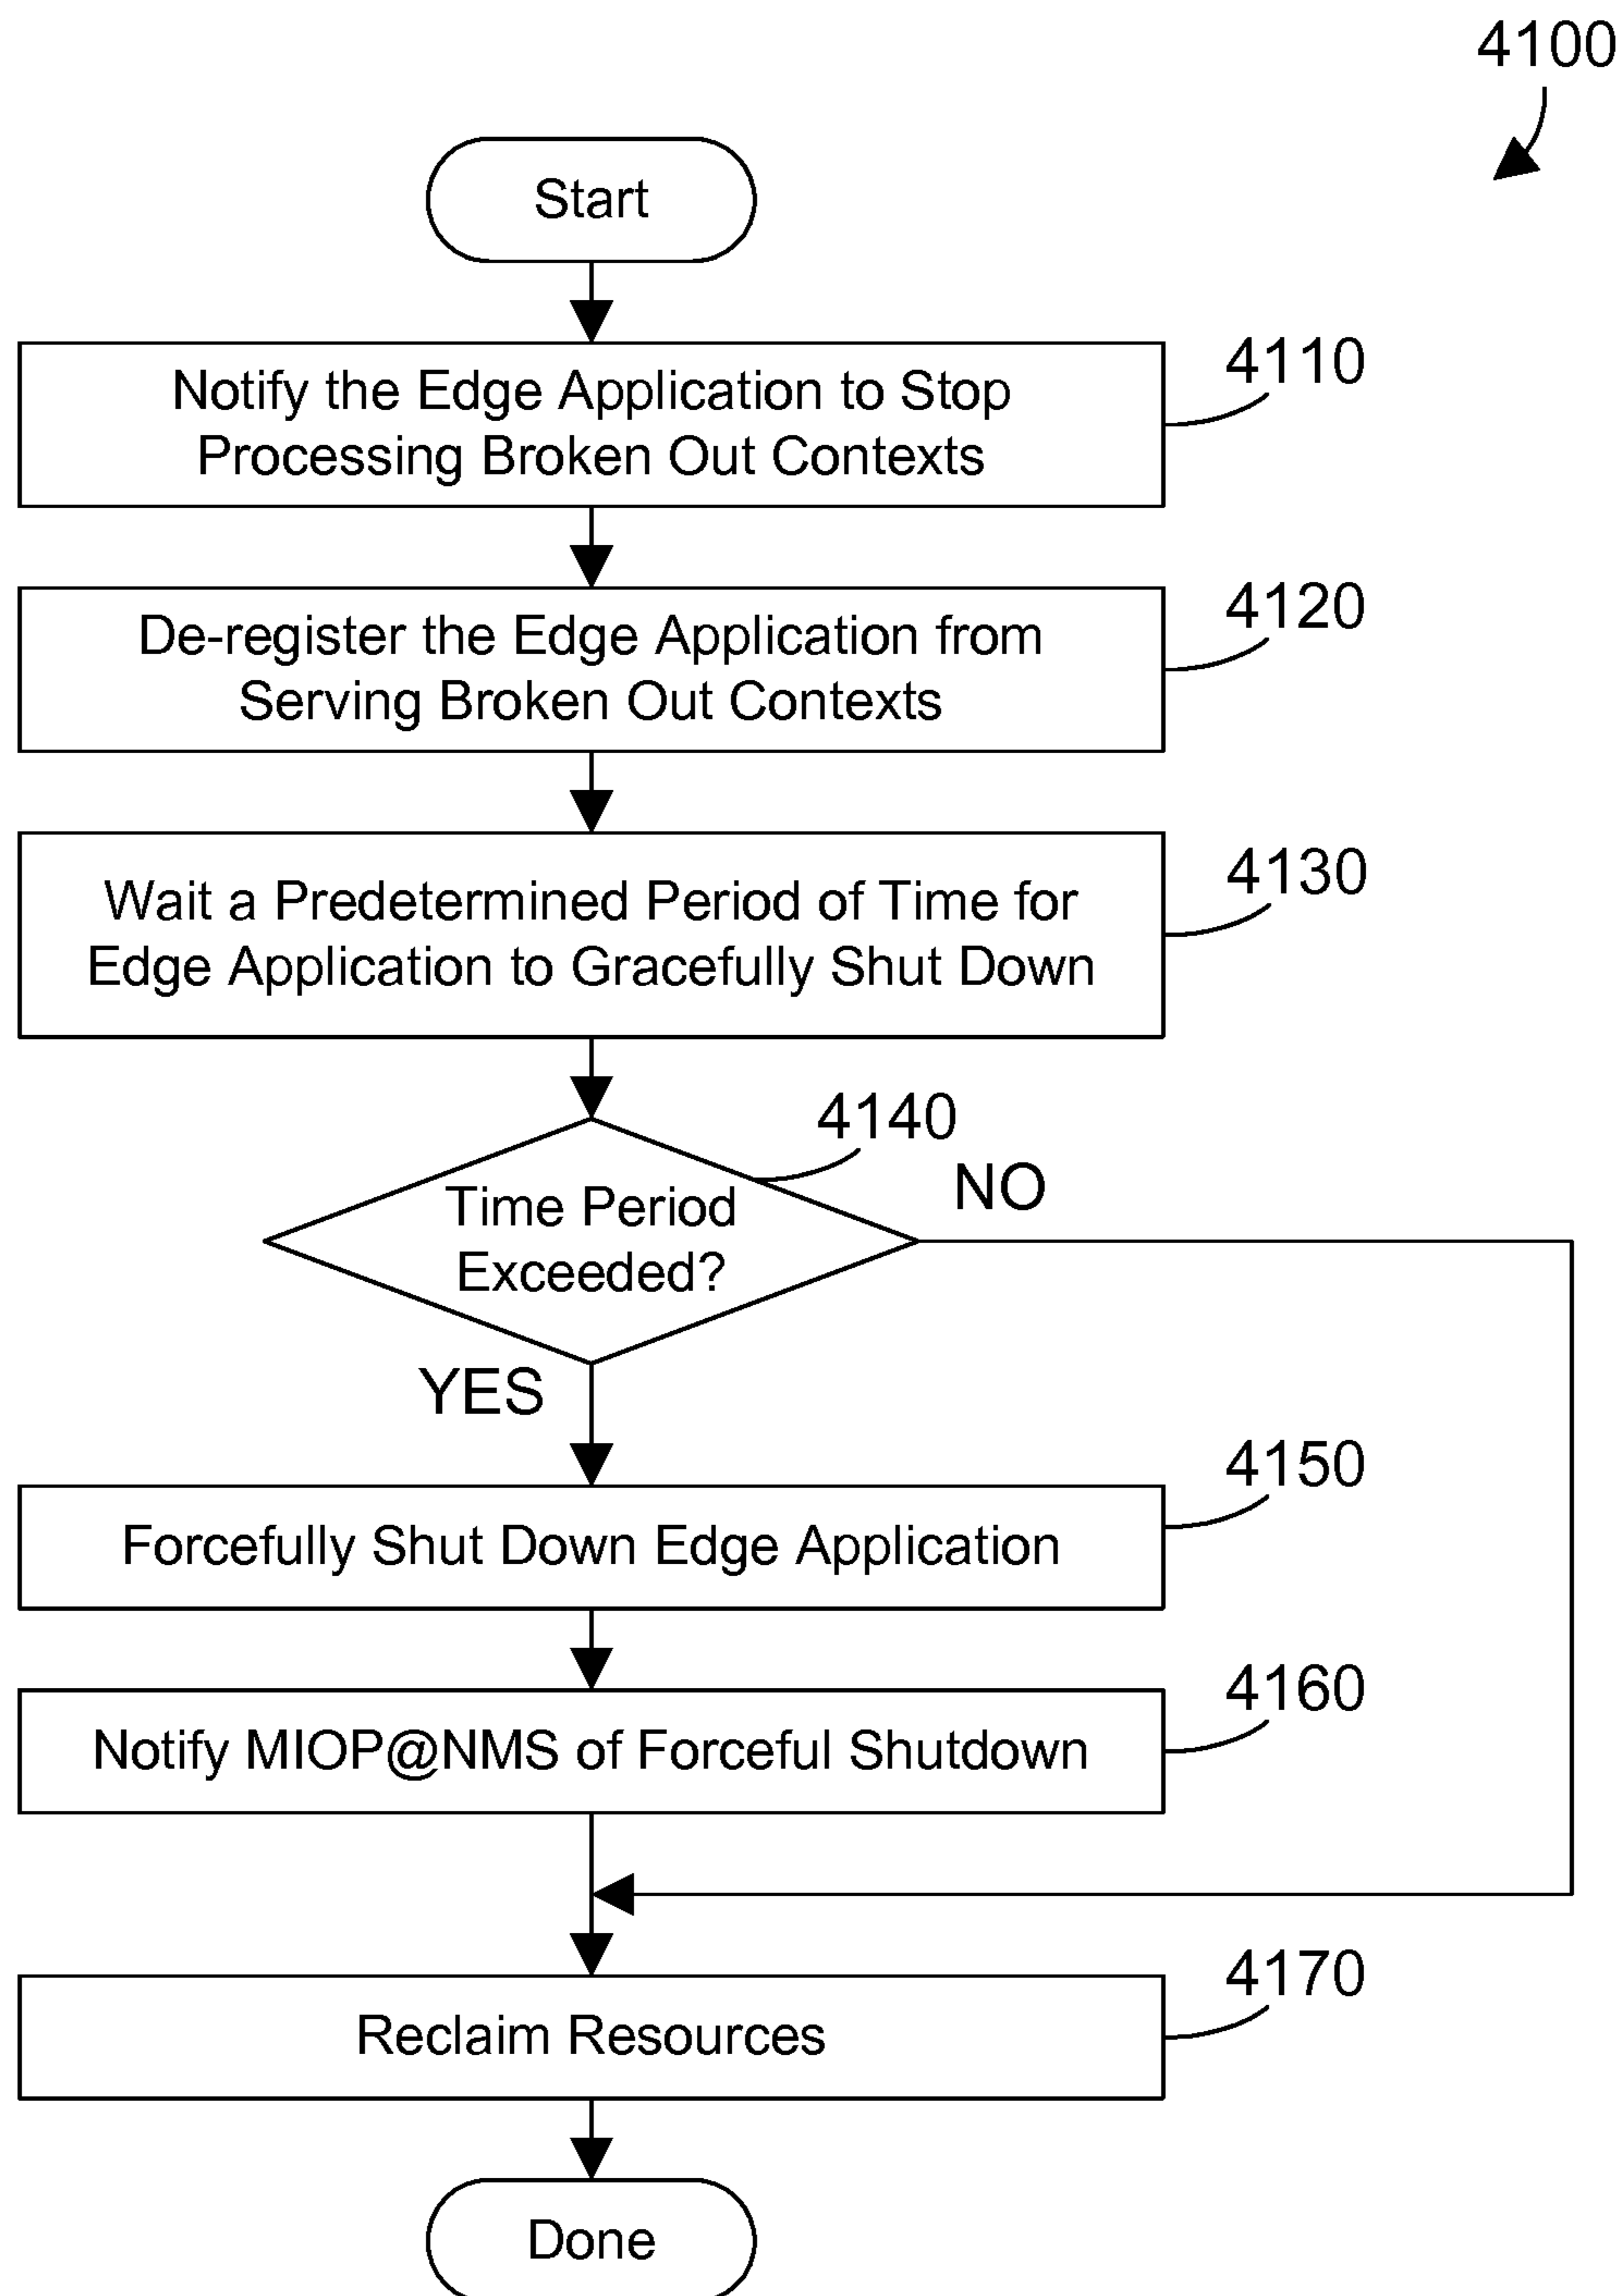 4100
Start
4110
Notify the Edge Application to Stop
Processing Broken Out Contexts
4120
De-register the Edge Application from
Serving Broken Out Contexts
4130
Wait a Predetermined Period of Time for
Edge Application to Gracefully Shut Down
4140
NO
Time Period
Exceeded?
YES
4150
Forcefully Shut Down Edge Application
4160
Notify MIOP@NMS of Forceful Shutdown
4170
Reclaim Resources
Done